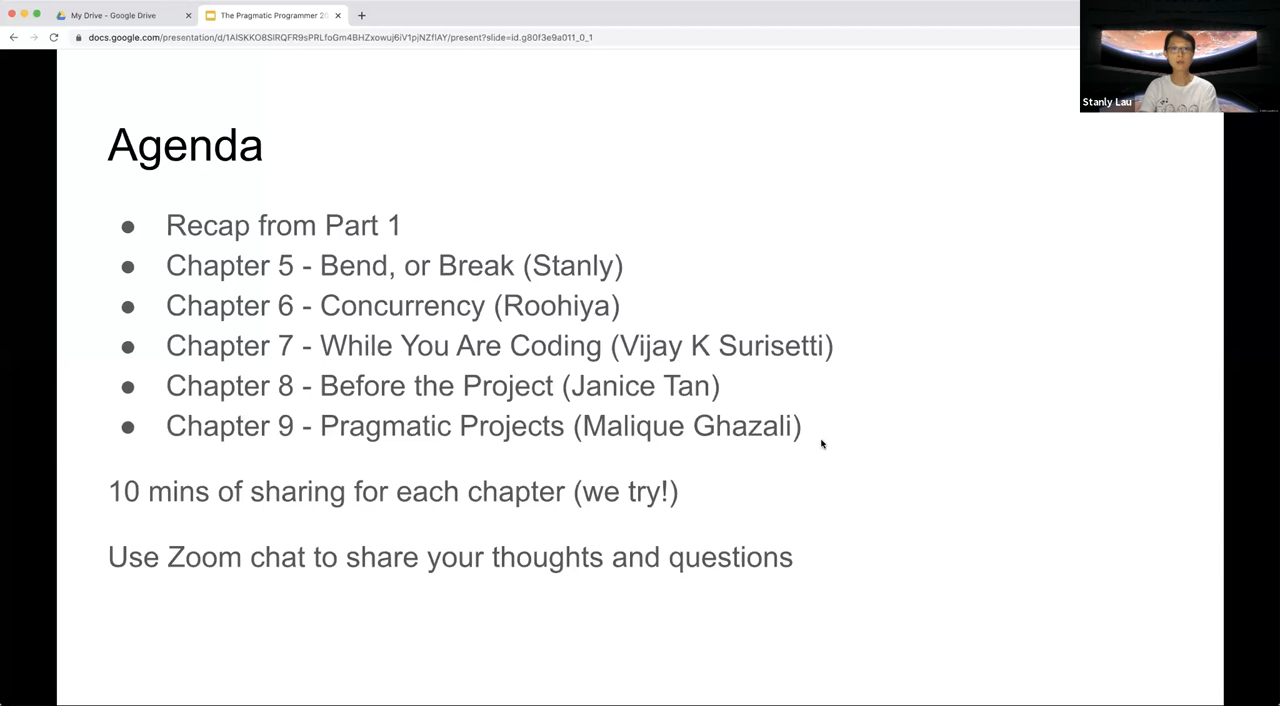 My Drive - Google Drive
The Pragmatic Programmer 20
docs.google.com/presentation/d/1AISKKO8SlRQFR9sPRLfoGm4BHZxowuj6iV1pjNZfIAY/present?slide=id.g80f3e9a011_0_1
Stanly Lau
Agenda
● Recap from Part 1
● Chapter 5 - Bend, or Break (Stanly)
● Chapter 6 - Concurrency (Roohiya)
● Chapter 7 - While You Are Coding (Vijay K Surisetti)
● Chapter 8 - Before the Project (Janice Tan)
● Chapter 9 - Pragmatic Projects (Malique Ghazali)
10 mins of sharing for each chapter (we try!)
Use Zoom chat to share your thoughts and questions